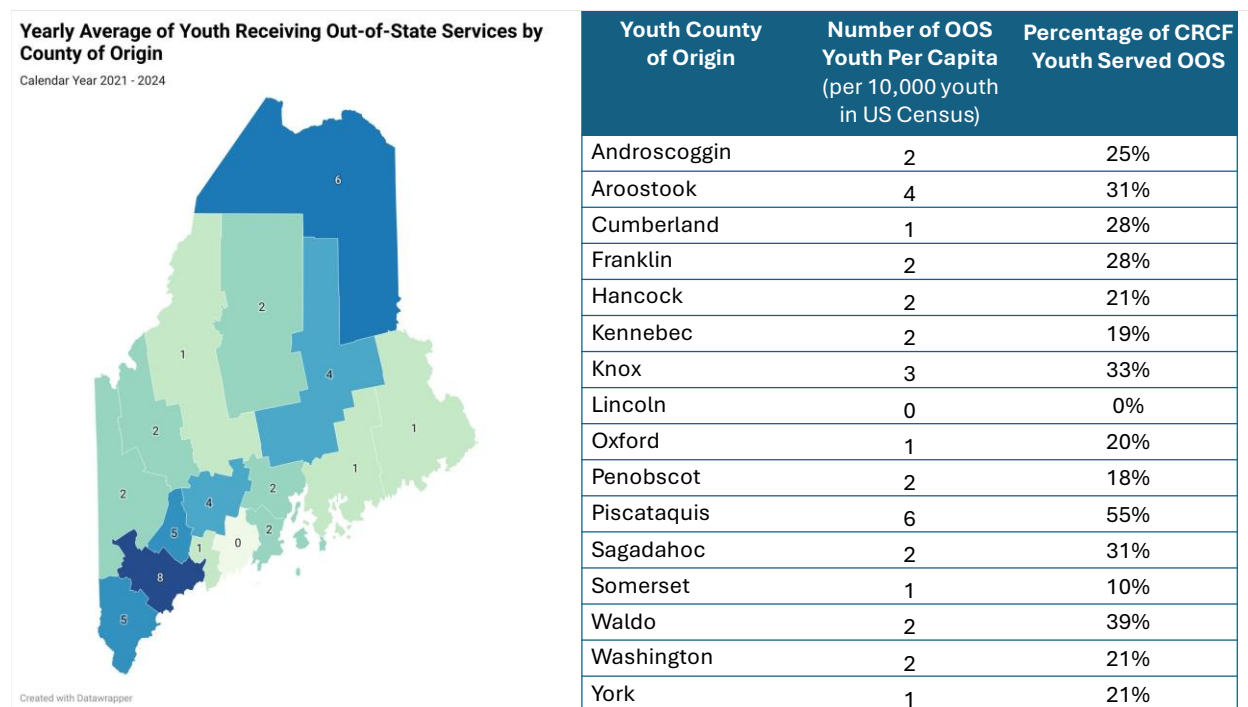 Yearly Average of Youth Receiving Out-of-State Services by
County of Origin
Calendar Year 2021 - 2024
6
2
1
4
2
1
1
2
2
4
5
2
1
0
8
5
Created with Datawrapper
Youth County
of Origin
Number of OOS
Youth Per Capita
(per 10,000 youth
in US Census)
Percentage of CRCF
Youth Served OOS
Androscoggin 2 25%
Aroostook 4 31%
Cumberland 1 28%
Franklin 2 28%
Hancock 2 21%
Kennebec 2 19%
Knox 3 33%
Lincoln 0 0%
Oxford 1 20%
Penobscot 2 18%
Piscataquis 6 55%
Sagadahoc 2 31%
Somerset 1 10%
Waldo 2 39%
Washington 2 21%
York 1 21%